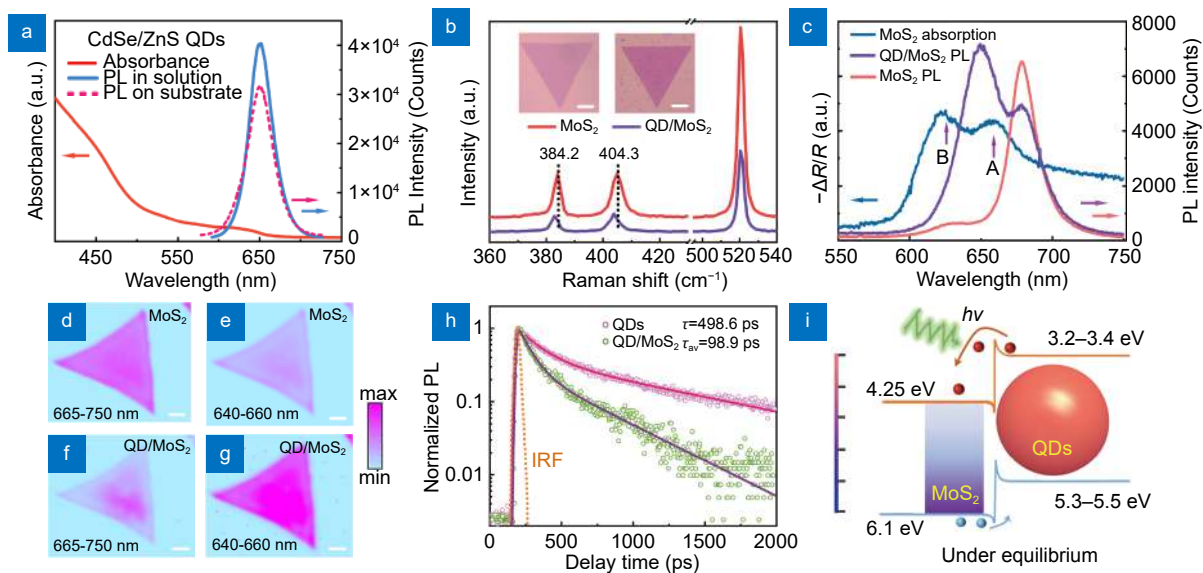 a
CdSe/ZnS QDs
Absorbance
PL in solution
PL on substrate
Absorbance (a.u.)
450
550
650
750
Wavelength (nm)
4×10⁴
3×10⁴
2×10⁴
1×10⁴
0
PL Intensity (Counts)
b
MoS₂
QD/MoS₂
384.2
404.3
Intensity (a.u.)
360
380
400
420
500
520
540
Raman shift (cm⁻¹)
c
MoS₂ absorption
QD/MoS₂ PL
MoS₂ PL
B
A
−ΔR/R (a.u.)
550
600
650
700
750
Wavelength (nm)
8000
6000
4000
2000
0
PL Intensity (Counts)
d
MoS₂
665-750 nm
e
MoS₂
640-660 nm
f
QD/MoS₂
665-750 nm
g
QD/MoS₂
640-660 nm
max
min
h
QDs τ=498.6 ps
QD/MoS₂ τav=98.9 ps
IRF
Normalized PL
1
0.1
0.01
0
500
1000
1500
2000
Delay time (ps)
i
hv
3.2–3.4 eV
4.25 eV
QDs
MoS₂
5.3–5.5 eV
6.1 eV
Under equilibrium